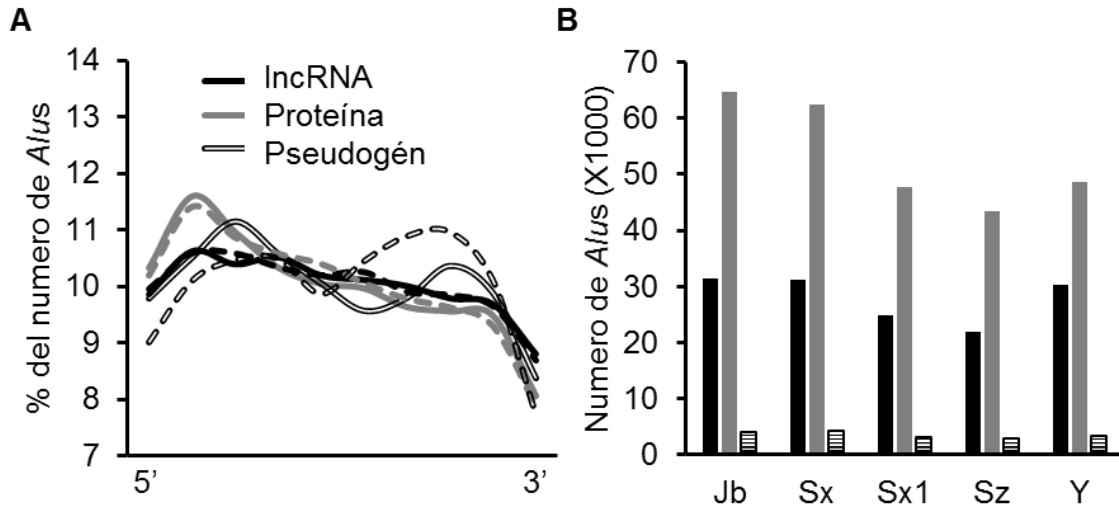 A
% del numero de Alus
14
13
12
11
10
9
8
7
lncRNA
Proteína
Pseudogén
5’
3’
B
Numero de Alus (X1000)
70
60
50
40
30
20
10
0
Jb
Sx
Sx1
Sz
Y